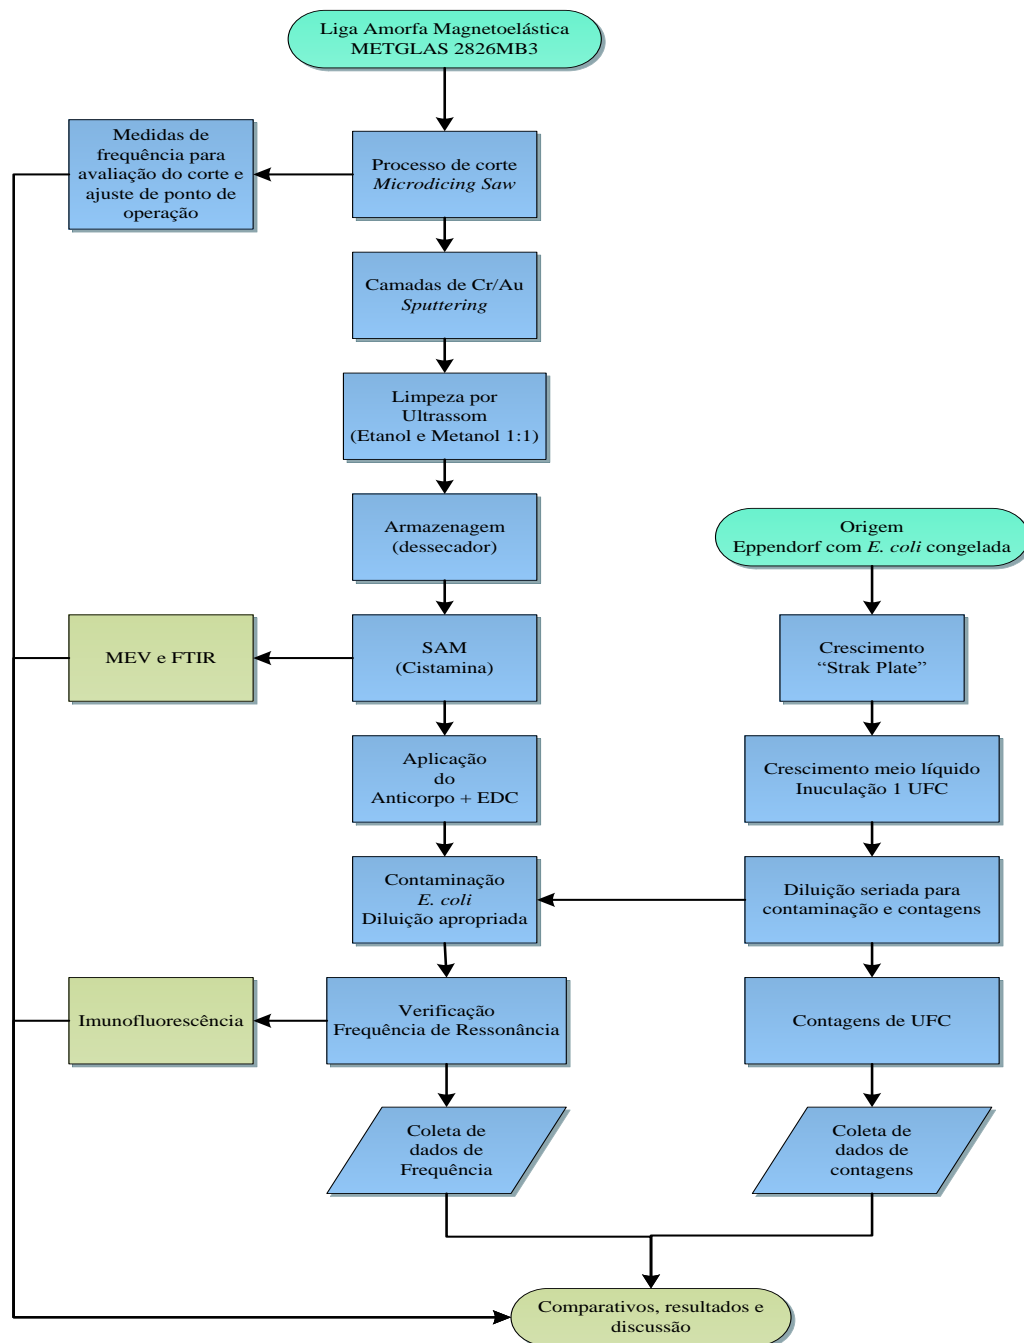 Liga Amorfa Magnetoelástica
METGLAS 2826MB3
Medidas de
frequência para
avaliação do corte e
ajuste de ponto de
operação
Processo de corte
Microdicing Saw
Camadas de Cr/Au
Sputtering
Limpeza por
Ultrassom
(Etanol e Metanol 1:1)
Armazenagem
(dessecador)
Origem
Eppendorf com E. coli congelada
MEV e FTIR
SAM
(Cistamina)
Crescimento
“Strak Plate”
Aplicação
do
Anticorpo + EDC
Crescimento meio líquido
Inuculação 1 UFC
Contaminação
E. coli
Diluição apropriada
Diluição seriada para
contaminação e contagens
Imunofluorescência
Verificação
Frequência de Ressonância
Contagens de UFC
Coleta de
dados de
Frequência
Coleta de
dados de
contagens
Comparativos, resultados e
discussão